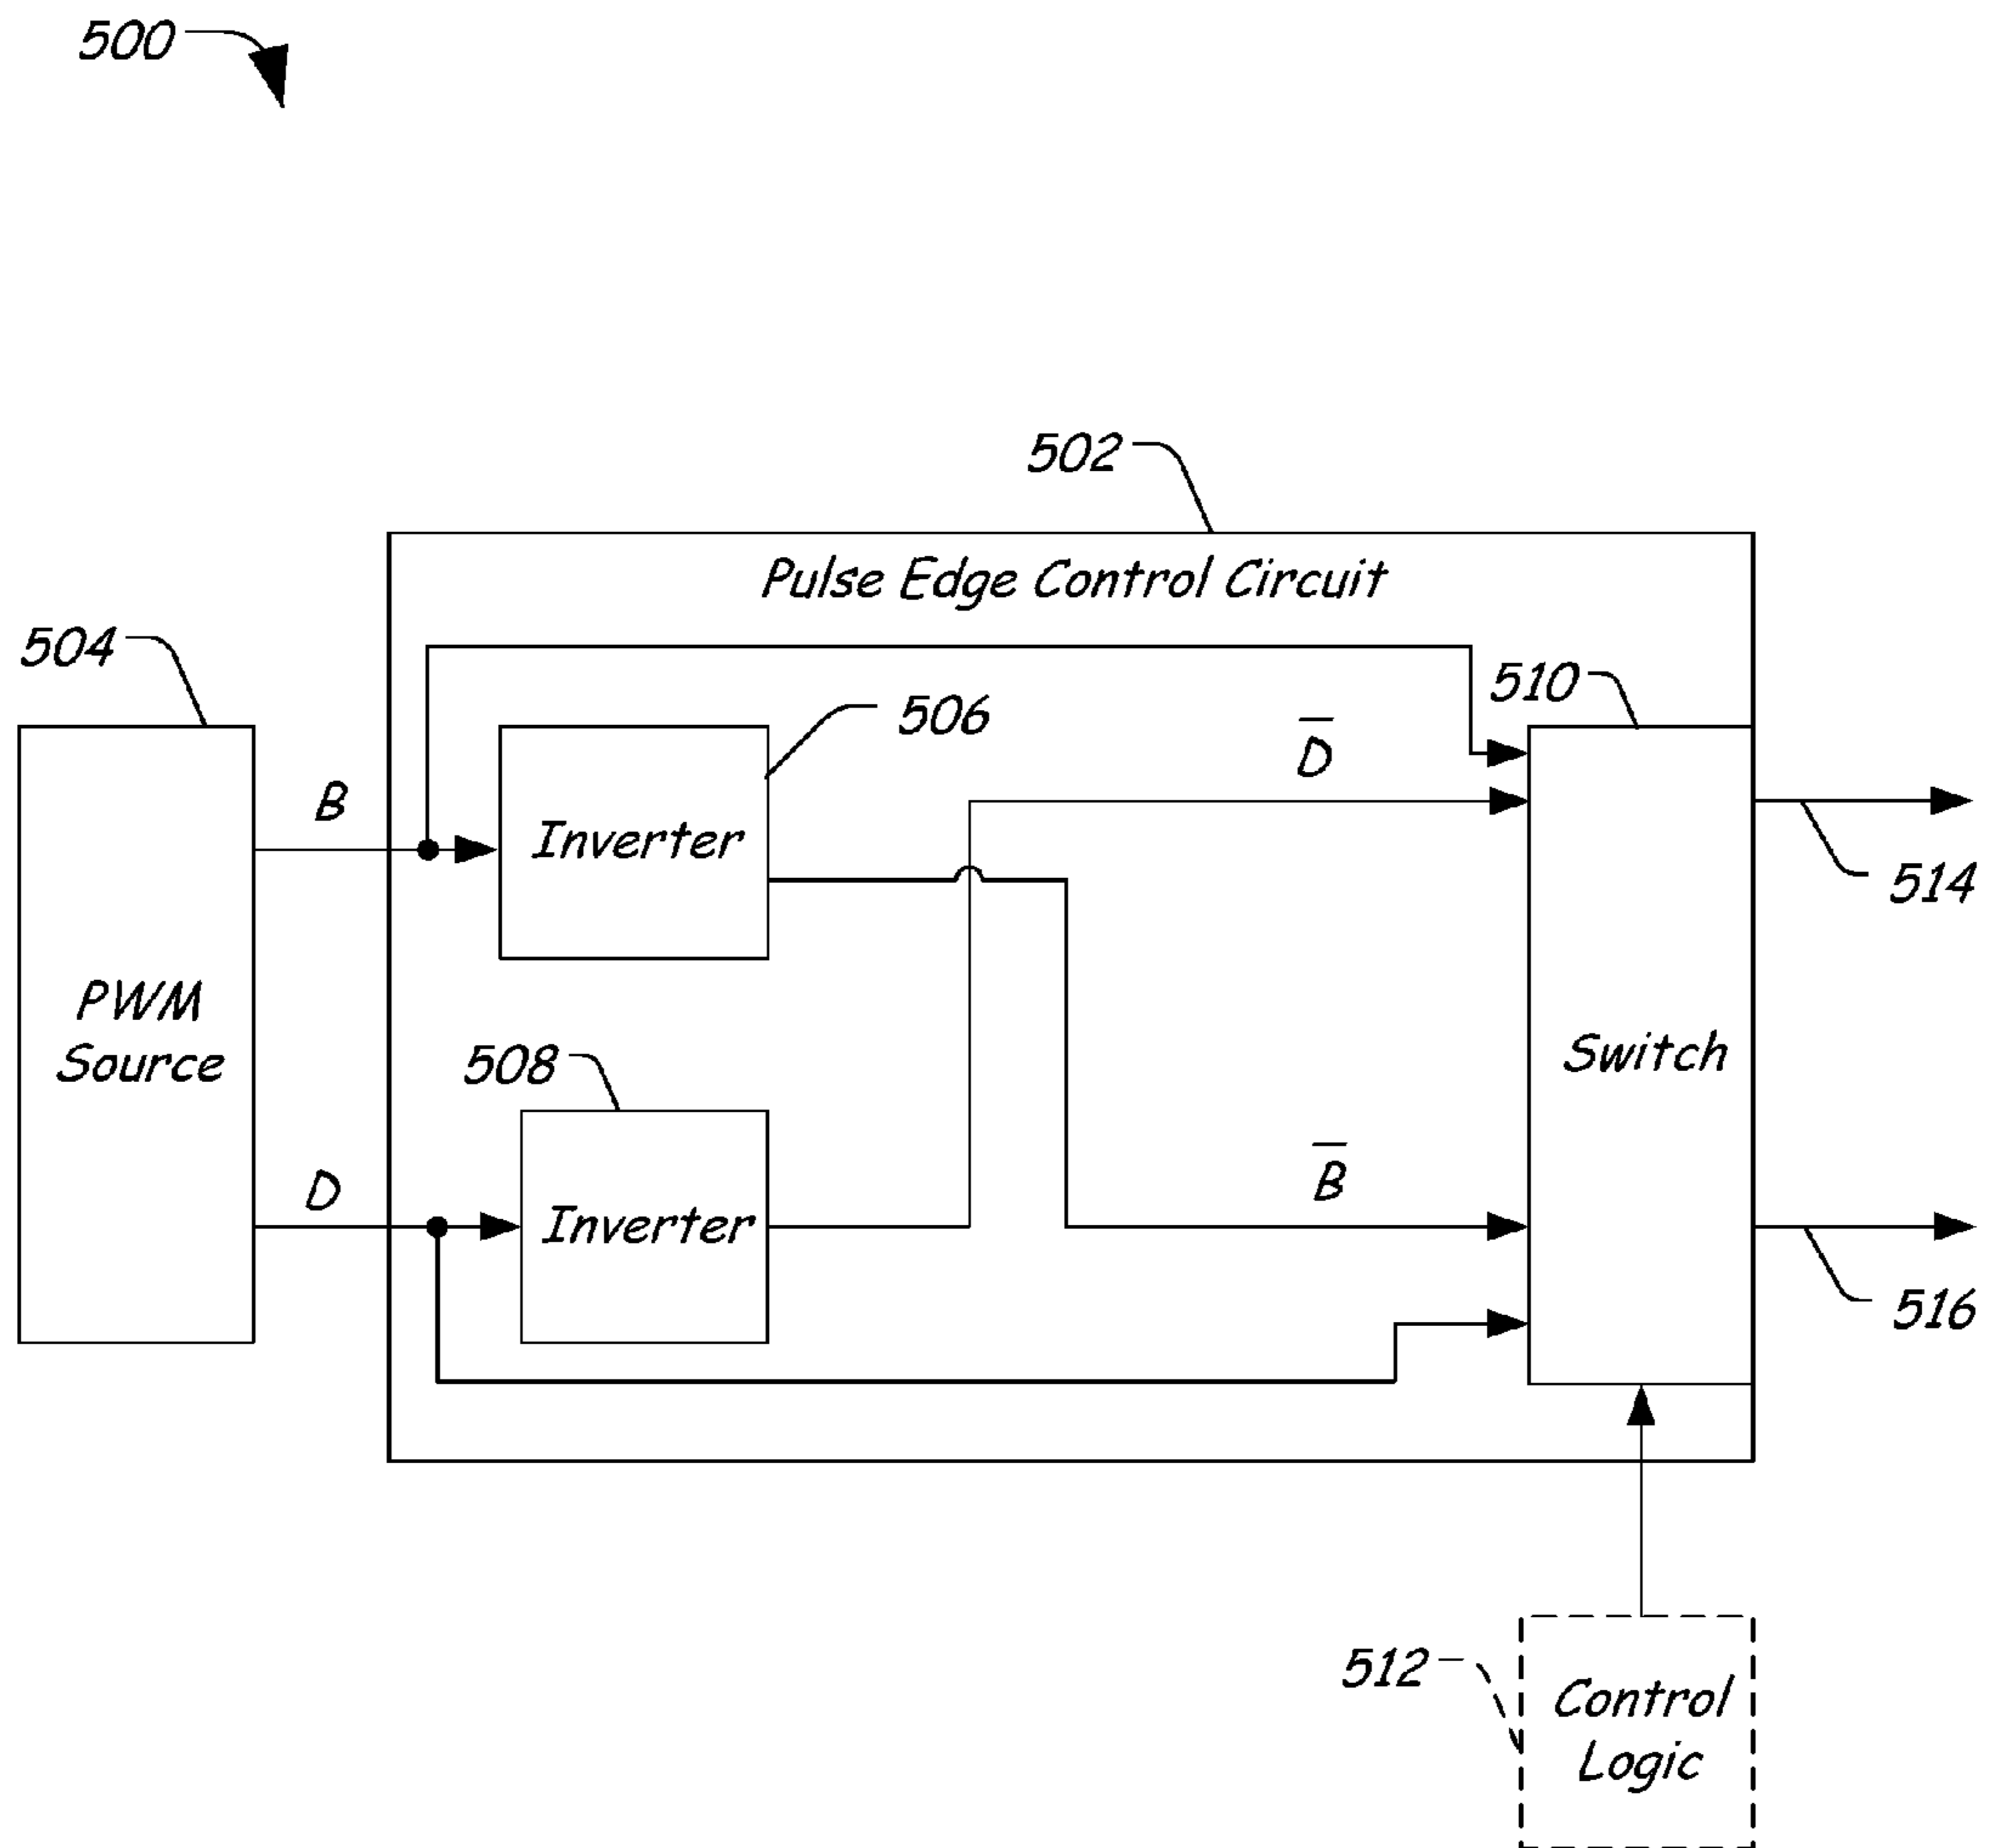 500
502
Pulse Edge Control Circuit
504
510
506
D̅
B
Inverter
514
PWM
Source
Switch
508
B̅
D
Inverter
516
512
Control
Logic